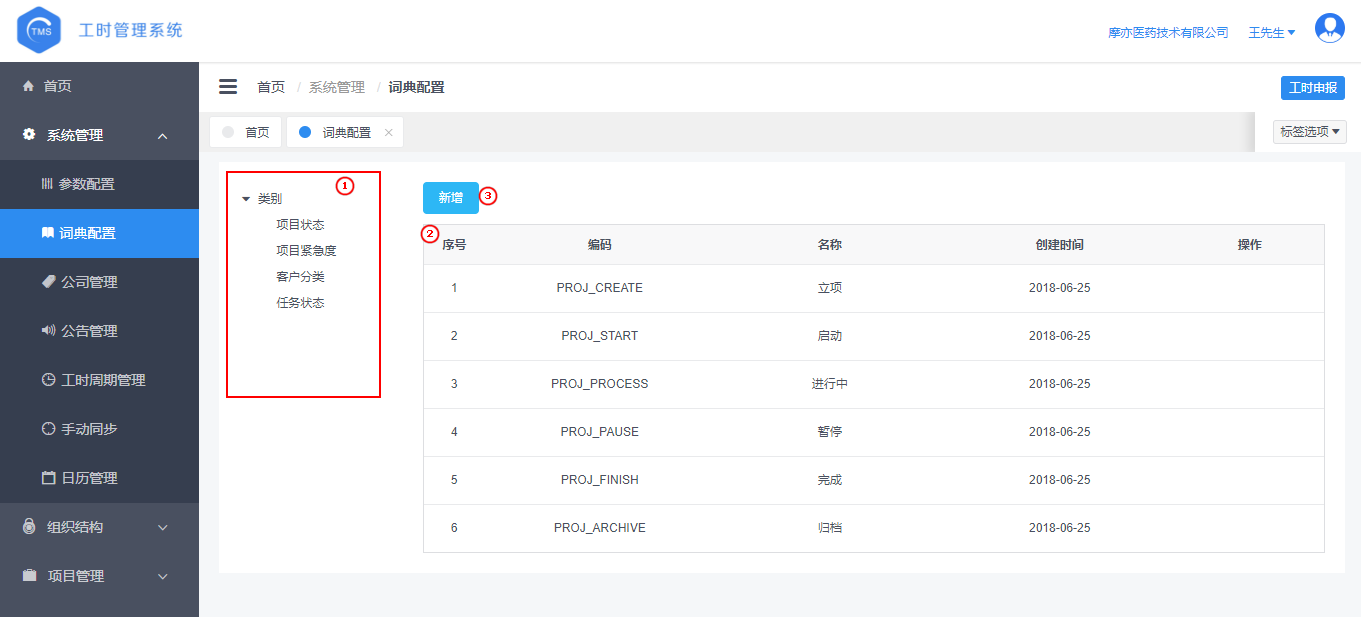 TMS 工时管理系统
摩亦医药技术有限公司 王先生
首页
系统管理
参数配置
词典配置
公司管理
公告管理
工时周期管理
手动同步
日历管理
组织结构
项目管理
首页 / 系统管理 / 词典配置
工时申报
首页 词典配置
标签选项
1
类别
项目状态
项目紧急度
客户分类
任务状态
新增 3
2
序号 编码 名称 创建时间 操作
1 PROJ_CREATE 立项 2018-06-25
2 PROJ_START 启动 2018-06-25
3 PROJ_PROCESS 进行中 2018-06-25
4 PROJ_PAUSE 暂停 2018-06-25
5 PROJ_FINISH 完成 2018-06-25
6 PROJ_ARCHIVE 归档 2018-06-25